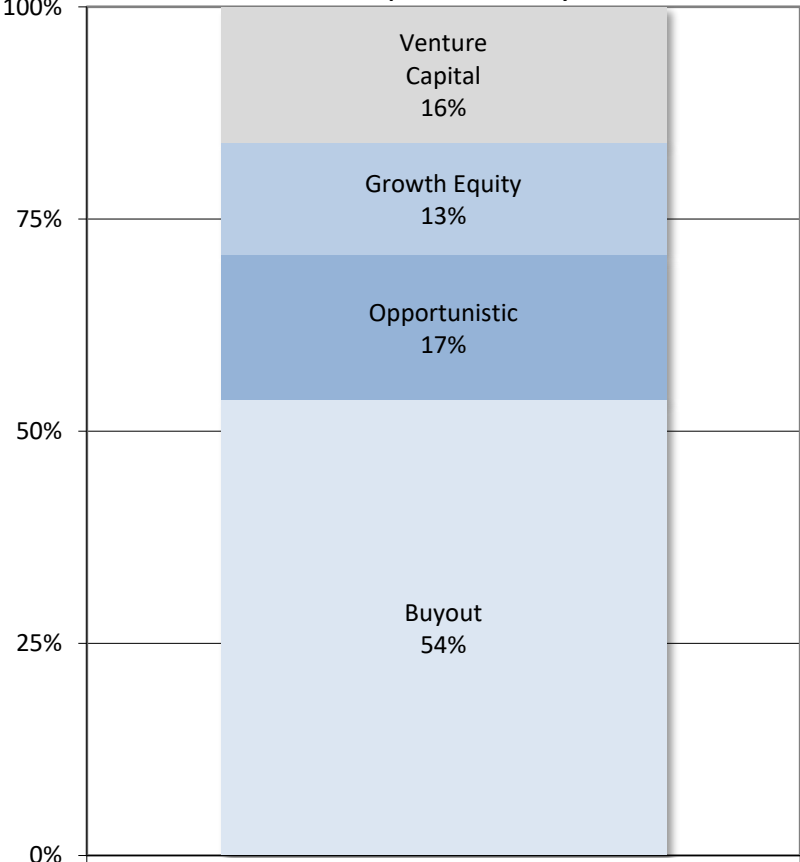 100%
Venture
Capital
16%
Growth Equity
13%
75%
Opportunistic
17%
50%
Buyout
54%
25%
0%